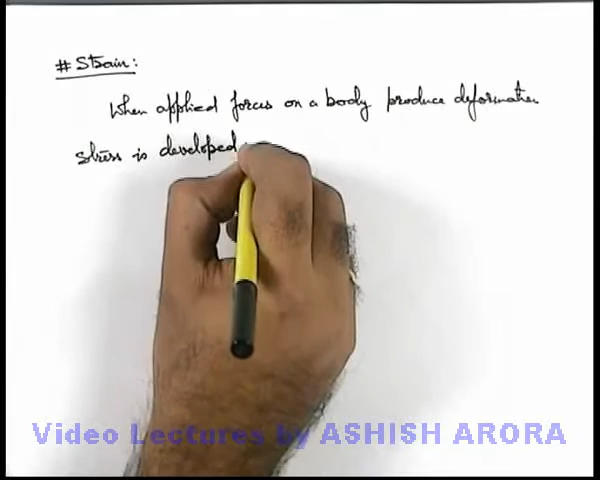 # Strain:
When applied forces on a body produce deformation
stress is developed
Video Lectures by ASHISH ARORA